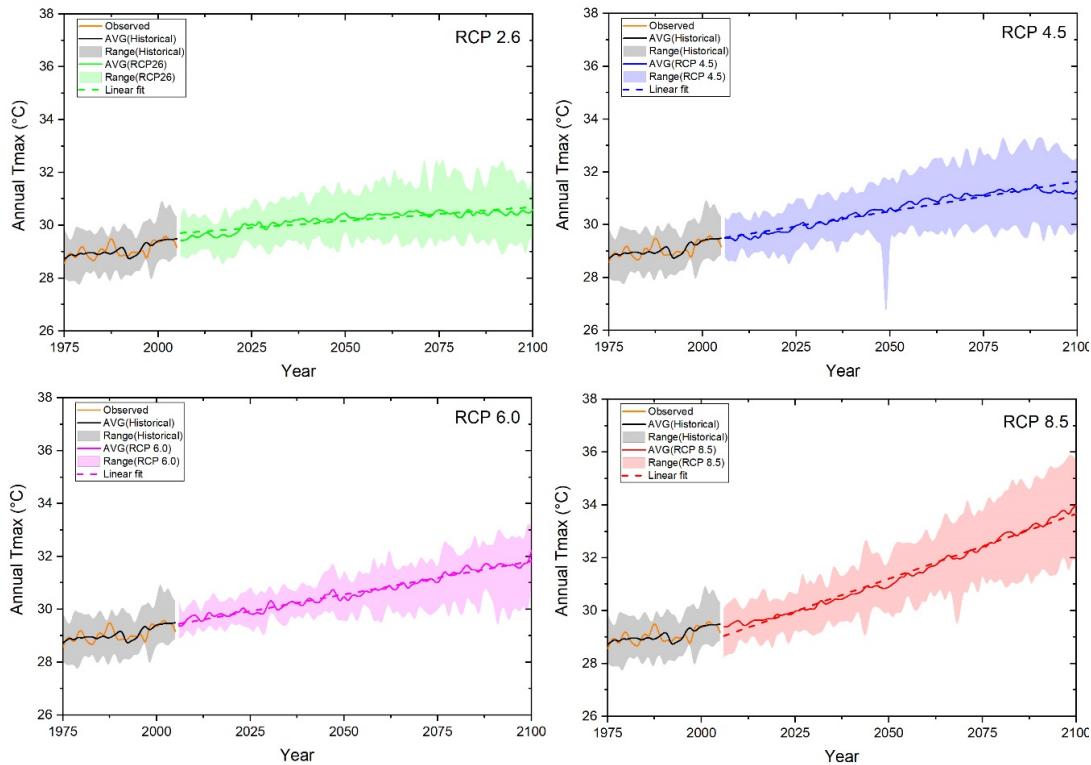 RCP 2.6
Observed
AVG(Historical)
Range(Historical)
AVG(RCP26)
Range(RCP26)
Linear fit
Annual Tmax (°C)
38
36
34
32
30
28
26
1975
2000
2025
2050
2075
2100
Year
RCP 4.5
Observed
AVG(Historical)
Range(Historical)
AVG(RCP 4.5)
Range(RCP 4.5)
Linear fit
Annual Tmax (°C)
38
36
34
32
30
28
26
1975
2000
2025
2050
2075
2100
Year
RCP 6.0
Observed
AVG(Historical)
Range(Historical)
AVG(RCP 6.0)
Range(RCP 6.0)
Linear fit
Annual Tmax (°C)
38
36
34
32
30
28
26
1975
2000
2025
2050
2075
2100
Year
RCP 8.5
Observed
AVG(Historical)
Range(Historical)
AVG(RCP 8.5)
Range(RCP 8.5)
Linear fit
Annual Tmax (°C)
38
36
34
32
30
28
26
1975
2000
2025
2050
2075
2100
Year